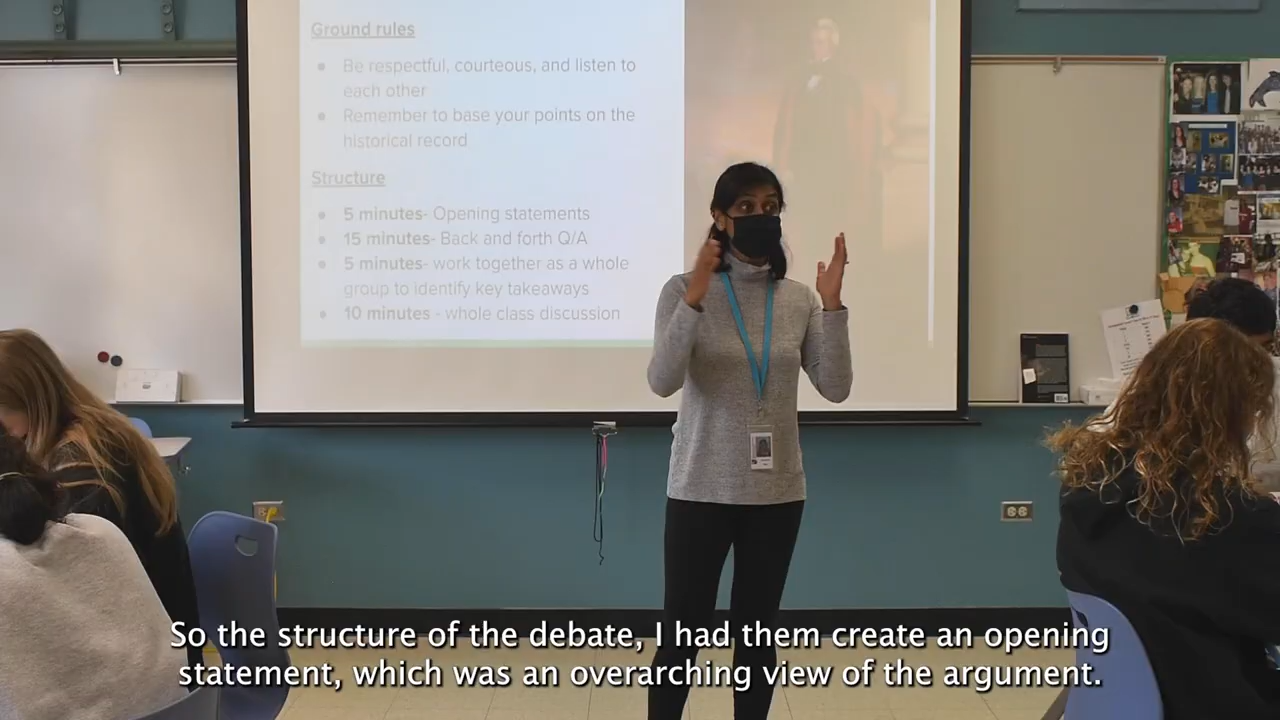 Ground rules
● Be respectful, courteous, and listen to
each other
● Remember to base your points on the
historical record
Structure
● 5 minutes- Opening statements
● 15 minutes- Back and forth Q/A
● 5 minutes- work together as a whole
group to identify key takeaways
● 10 minutes - whole class discussion
So the structure of the debate, I had them create an opening
statement, which was an overarching view of the argument.